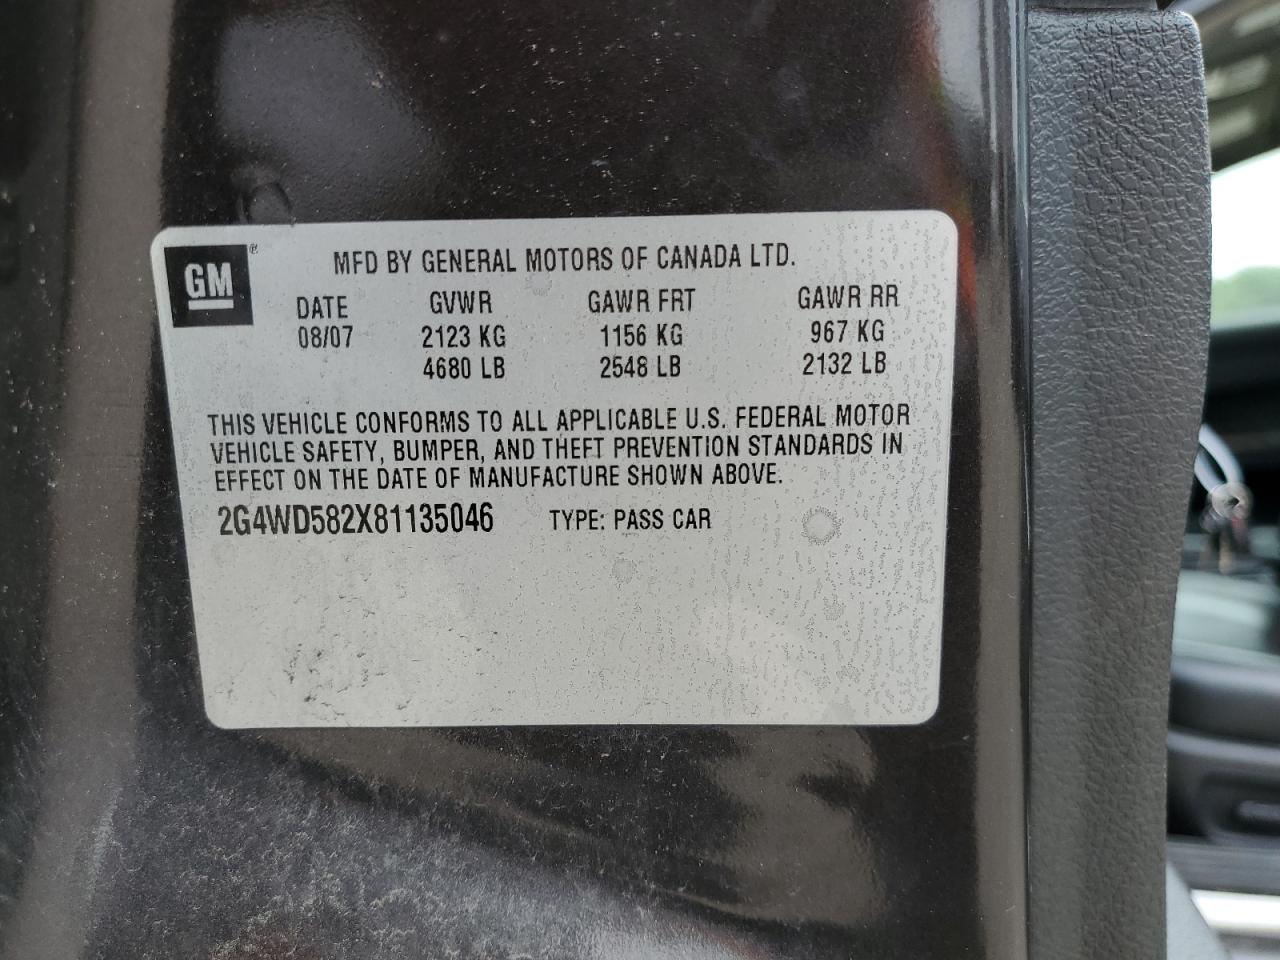 GM ® MFD BY GENERAL MOTORS OF CANADA LTD.
DATE GVWR GAWR FRT GAWR RR
08/07 2123 KG 1156 KG 967 KG
4680 LB 2548 LB 2132 LB
THIS VEHICLE CONFORMS TO ALL APPLICABLE U.S. FEDERAL MOTOR
VEHICLE SAFETY, BUMPER, AND THEFT PREVENTION STANDARDS IN
EFFECT ON THE DATE OF MANUFACTURE SHOWN ABOVE.
2G4WD582X81135046 TYPE: PASS CAR